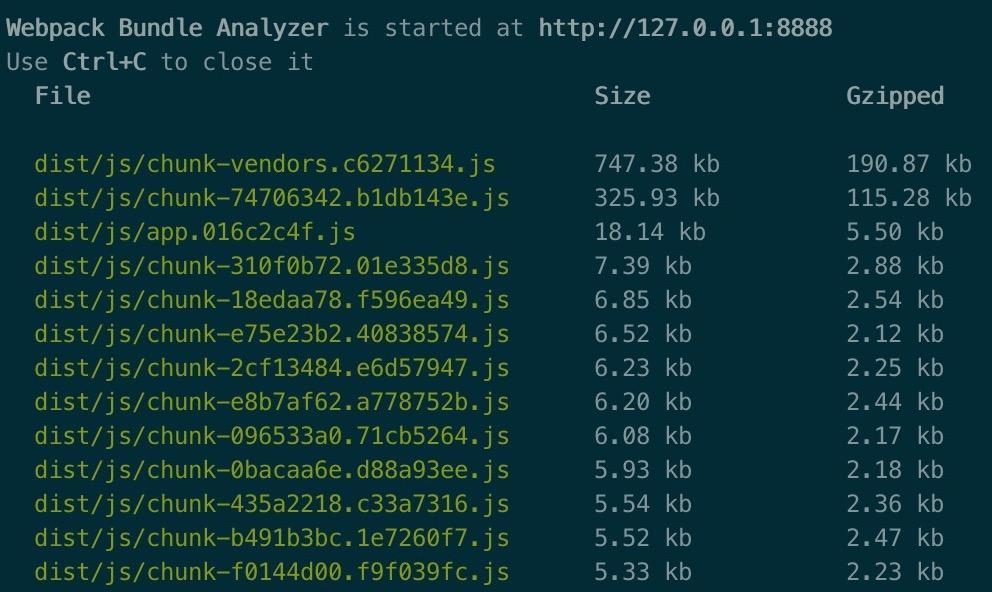 Webpack Bundle Analyzer is started at http://127.0.0.1:8888
Use Ctrl+C to close it
File Size Gzipped
dist/js/chunk-vendors.c6271134.js 747.38 kb 190.87 kb
dist/js/chunk-74706342.b1db143e.js 325.93 kb 115.28 kb
dist/js/app.016c2c4f.js 18.14 kb 5.50 kb
dist/js/chunk-310f0b72.01e335d8.js 7.39 kb 2.88 kb
dist/js/chunk-18edaa78.f596ea49.js 6.85 kb 2.54 kb
dist/js/chunk-e75e23b2.40838574.js 6.52 kb 2.12 kb
dist/js/chunk-2cf13484.e6d57947.js 6.23 kb 2.25 kb
dist/js/chunk-e8b7af62.a778752b.js 6.20 kb 2.44 kb
dist/js/chunk-096533a0.71cb5264.js 6.08 kb 2.17 kb
dist/js/chunk-0bacaa6e.d88a93ee.js 5.93 kb 2.18 kb
dist/js/chunk-435a2218.c33a7316.js 5.54 kb 2.36 kb
dist/js/chunk-b491b3bc.1e7260f7.js 5.52 kb 2.47 kb
dist/js/chunk-f0144d00.f9f039fc.js 5.33 kb 2.23 kb